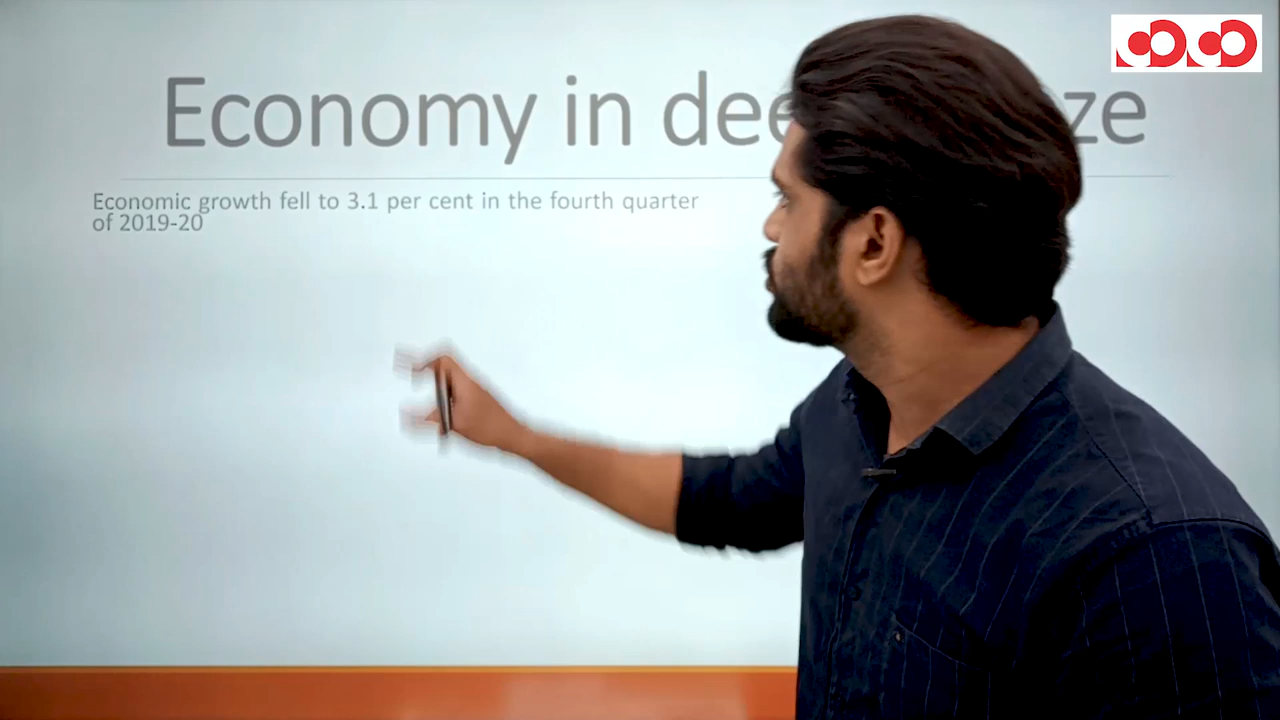 Economy in
Economic growth fell to 3.1 per cent in the fourth quarter
of 2019-20